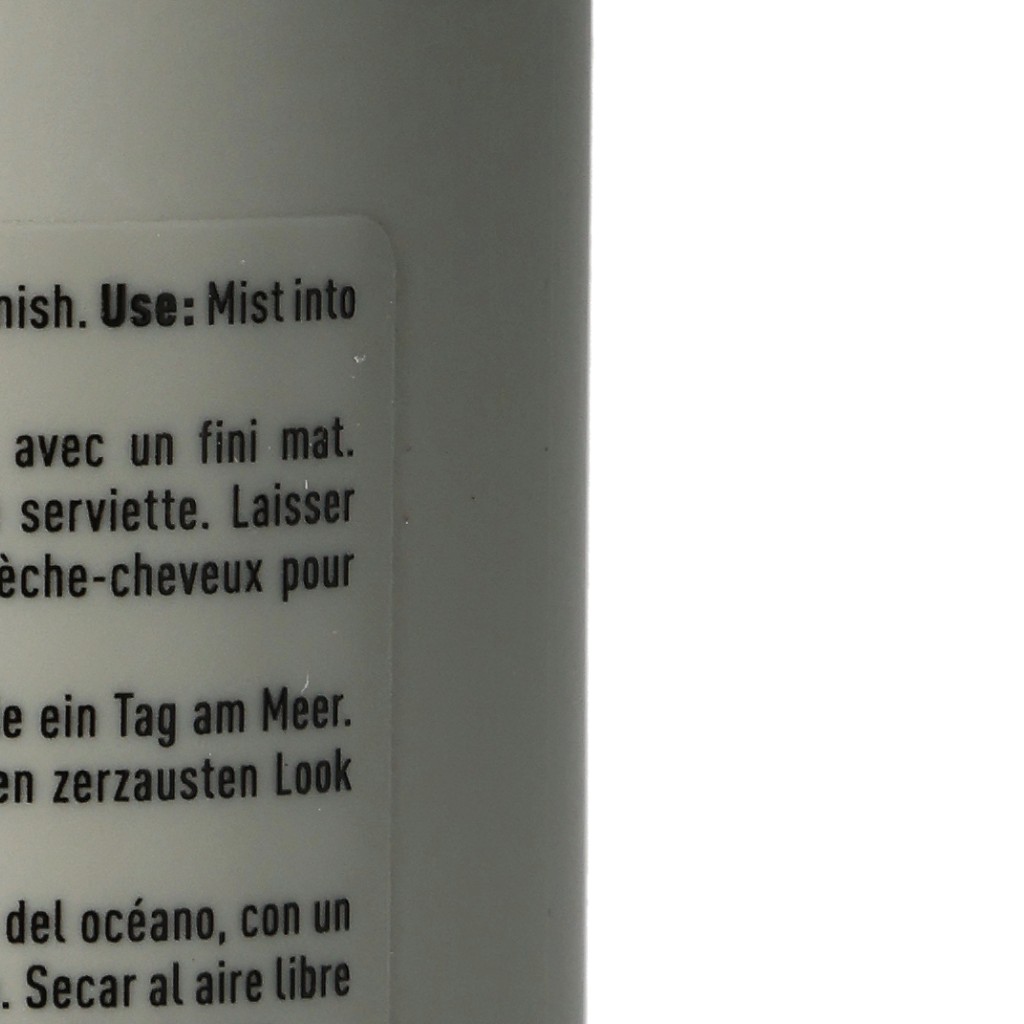 nish. Use: Mist into
avec un fini mat.
serviette. Laisser
èche-cheveux pour
e ein Tag am Meer.
en zerzausten Look
del océano, con un
. Secar al aire libre